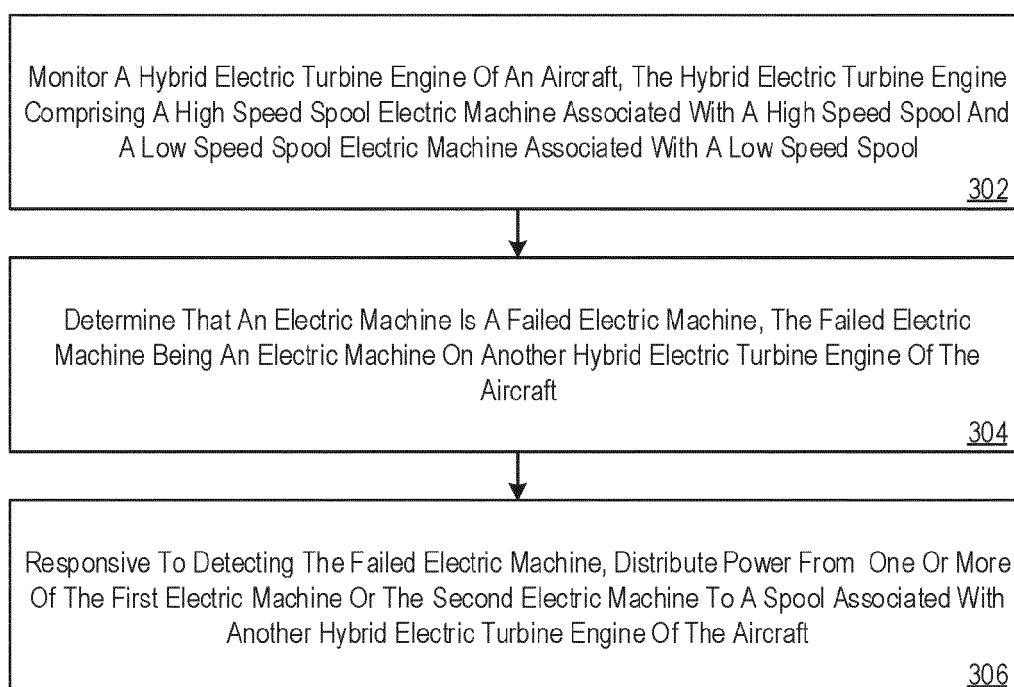 Monitor A Hybrid Electric Turbine Engine Of An Aircraft, The Hybrid Electric Turbine Engine
Comprising A High Speed Spool Electric Machine Associated With A High Speed Spool And
A Low Speed Spool Electric Machine Associated With A Low Speed Spool
302
Determine That An Electric Machine Is A Failed Electric Machine, The Failed Electric
Machine Being An Electric Machine On Another Hybrid Electric Turbine Engine Of The
Aircraft
304
Responsive To Detecting The Failed Electric Machine, Distribute Power From One Or More
Of The First Electric Machine Or The Second Electric Machine To A Spool Associated With
Another Hybrid Electric Turbine Engine Of The Aircraft
306